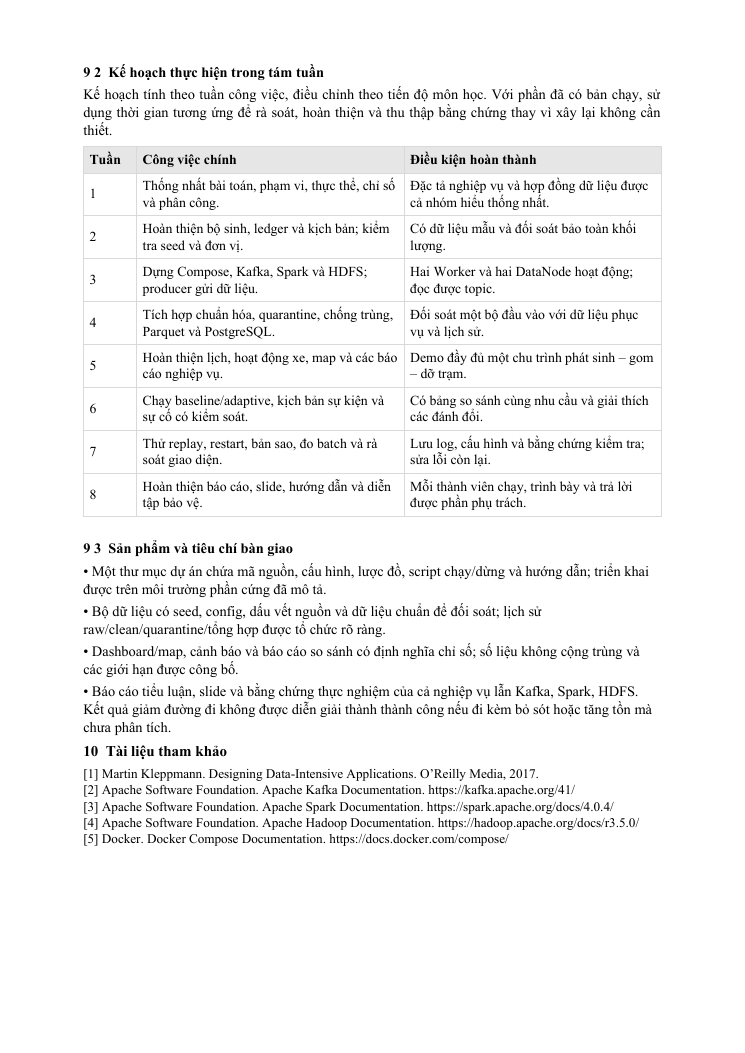 9 2 Kế hoạch thực hiện trong tám tuần
Kế hoạch tính theo tuần công việc, điều chỉnh theo tiến độ môn học. Với phần đã có bản chạy, sử
dụng thời gian tương ứng để rà soát, hoàn thiện và thu thập bằng chứng thay vì xây lại không cần
thiết.
Tuần Công việc chính Điều kiện hoàn thành
1 Thống nhất bài toán, phạm vi, thực thể, chỉ số
và phân công.
Đặc tả nghiệp vụ và hợp đồng dữ liệu được
cả nhóm hiểu thống nhất.
2 Hoàn thiện bộ sinh, ledger và kịch bản; kiểm
tra seed và đơn vị.
Có dữ liệu mẫu và đối soát bảo toàn khối
lượng.
3 Dựng Compose, Kafka, Spark và HDFS;
producer gửi dữ liệu.
Hai Worker và hai DataNode hoạt động;
đọc được topic.
4 Tích hợp chuẩn hóa, quarantine, chống trùng,
Parquet và PostgreSQL.
Đối soát một bộ đầu vào với dữ liệu phục
vụ và lịch sử.
5 Hoàn thiện lịch, hoạt động xe, map và các báo
cáo nghiệp vụ.
Demo đầy đủ một chu trình phát sinh – gom
– dỡ trạm.
6 Chạy baseline/adaptive, kịch bản sự kiện và
sự cố có kiểm soát.
Có bảng so sánh cùng nhu cầu và giải thích
các đánh đổi.
7 Thử replay, restart, bản sao, đo batch và rà
soát giao diện.
Lưu log, cấu hình và bằng chứng kiểm tra;
sửa lỗi còn lại.
8 Hoàn thiện báo cáo, slide, hướng dẫn và diễn
tập bảo vệ.
Mỗi thành viên chạy, trình bày và trả lời
được phần phụ trách.
9 3 Sản phẩm và tiêu chí bàn giao
• Một thư mục dự án chứa mã nguồn, cấu hình, lược đồ, script chạy/dừng và hướng dẫn; triển khai
được trên môi trường phần cứng đã mô tả.
• Bộ dữ liệu có seed, config, dấu vết nguồn và dữ liệu chuẩn để đối soát; lịch sử
raw/clean/quarantine/tổng hợp được tổ chức rõ ràng.
• Dashboard/map, cảnh báo và báo cáo so sánh có định nghĩa chỉ số; số liệu không cộng trùng và
các giới hạn được công bố.
• Báo cáo tiểu luận, slide và bằng chứng thực nghiệm của cả nghiệp vụ lẫn Kafka, Spark, HDFS.
Kết quả giảm đường đi không được diễn giải thành thành công nếu đi kèm bỏ sót hoặc tăng tồn mà
chưa phân tích.
10 Tài liệu tham khảo
[1] Martin Kleppmann. Designing Data-Intensive Applications. O’Reilly Media, 2017.
[2] Apache Software Foundation. Apache Kafka Documentation. https://kafka.apache.org/41/
[3] Apache Software Foundation. Apache Spark Documentation. https://spark.apache.org/docs/4.0.4/
[4] Apache Software Foundation. Apache Hadoop Documentation. https://hadoop.apache.org/docs/r3.5.0/
[5] Docker. Docker Compose Documentation. https://docs.docker.com/compose/